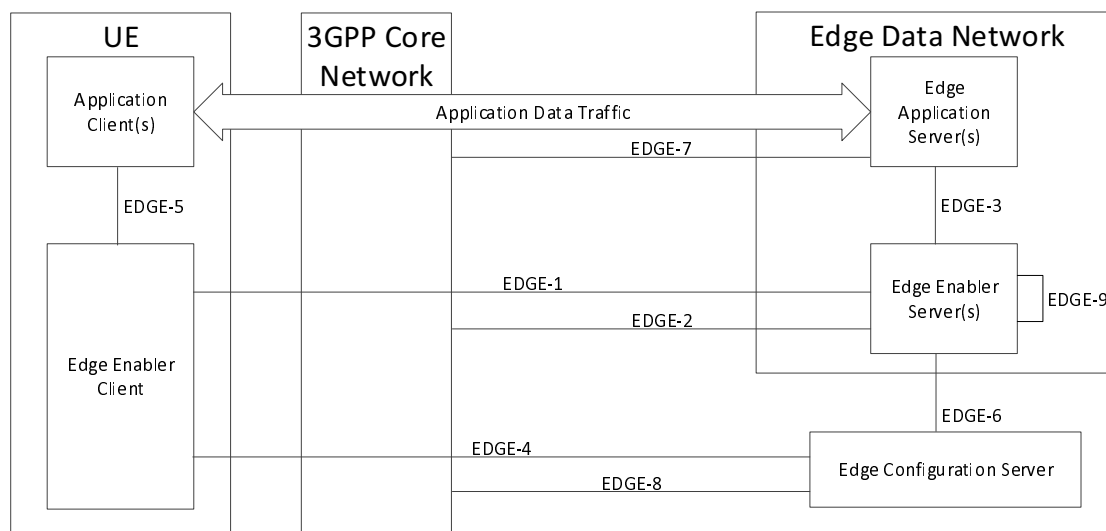 UE
3GPP Core
Network
Edge Data Network
Application
Client(s)
Application Data Traffic
Edge
Application
Server(s)
EDGE-7
EDGE-5
EDGE-3
Edge Enabler
Client
EDGE-1
EDGE-2
Edge Enabler
Server(s)
EDGE-9
EDGE-6
EDGE-4
EDGE-8
Edge Configuration Server